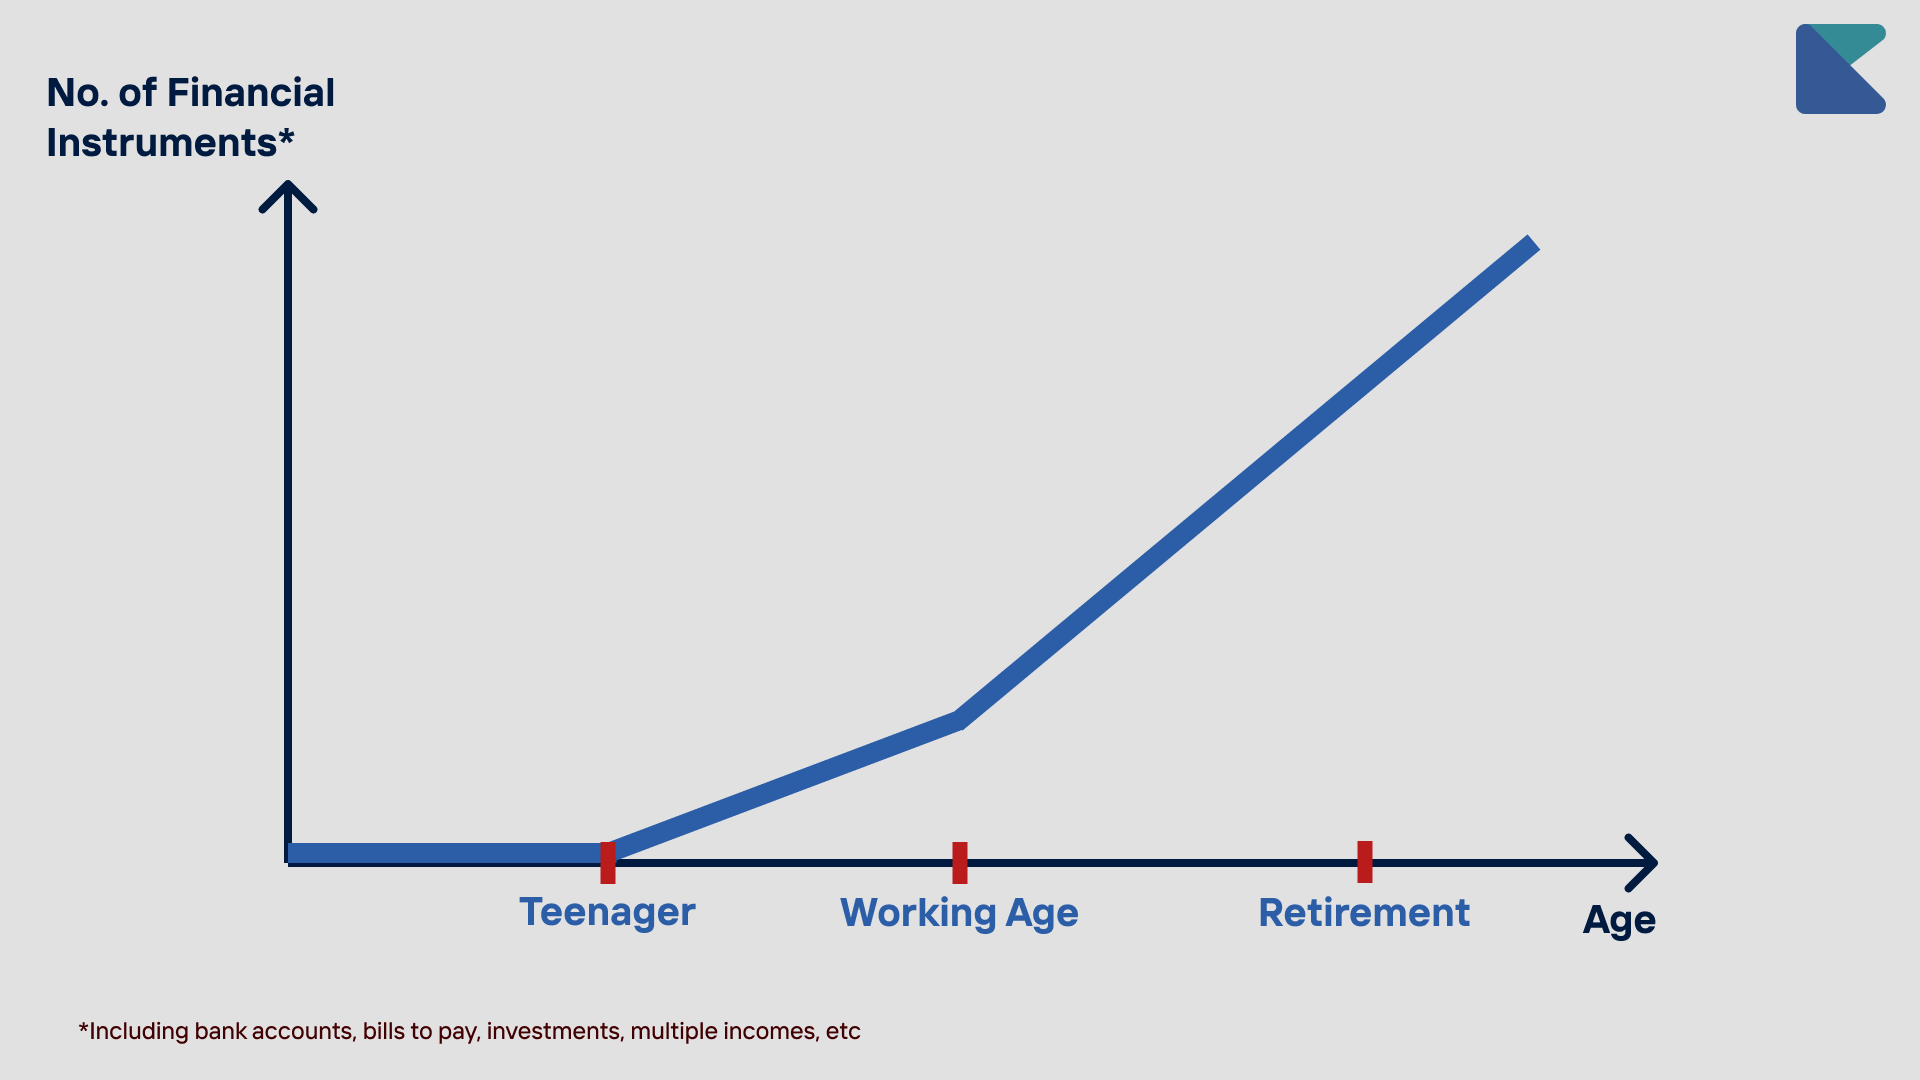 No. of Financial
Instruments*
Teenager
Working Age
Retirement
Age
*Including bank accounts, bills to pay, investments, multiple incomes, etc